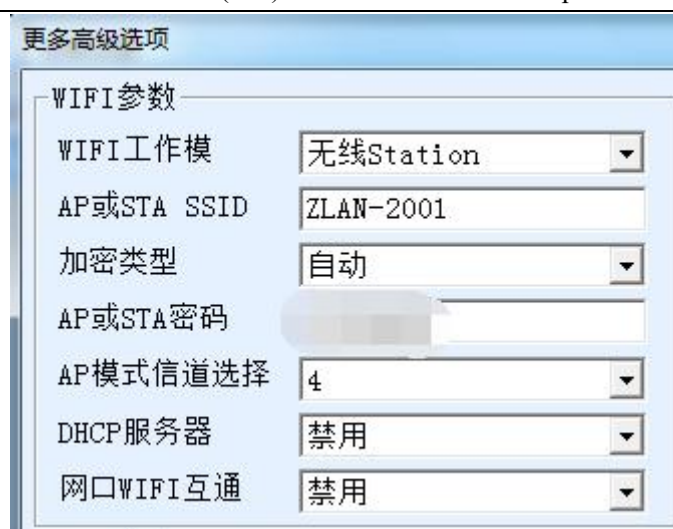 更多高级选项
WIFI参数
WIFI工作模 无线Station
AP或STA SSID ZLAN-2001
加密类型 自动
AP或STA密码
AP模式信道选择 4
DHCP服务器 禁用
网口WIFI互通 禁用